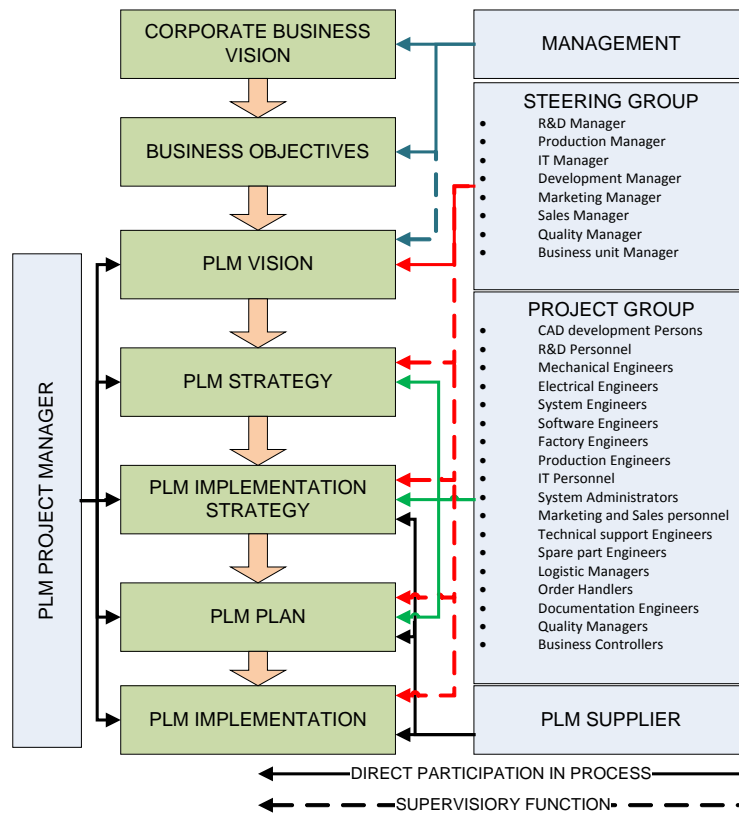 CORPORATE BUSINESS
VISION
BUSINESS OBJECTIVES
PLM VISION
PLM STRATEGY
PLM IMPLEMENTATION
STRATEGY
PLM PLAN
PLM IMPLEMENTATION
PLM PROJECT MANAGER
MANAGEMENT
STEERING GROUP
• R&D Manager
• Production Manager
• IT Manager
• Development Manager
• Marketing Manager
• Sales Manager
• Quality Manager
• Business unit Manager
PROJECT GROUP
• CAD development Persons
• R&D Personnel
• Mechanical Engineers
• Electrical Engineers
• System Engineers
• Software Engineers
• Factory Engineers
• Production Engineers
• IT Personnel
• System Administrators
• Marketing and Sales personnel
• Technical support Engineers
• Spare part Engineers
• Logistic Managers
• Order Handlers
• Documentation Engineers
• Quality Managers
• Business Controllers
PLM SUPPLIER
DIRECT PARTICIPATION IN PROCESS
SUPERVISIORY FUNCTION